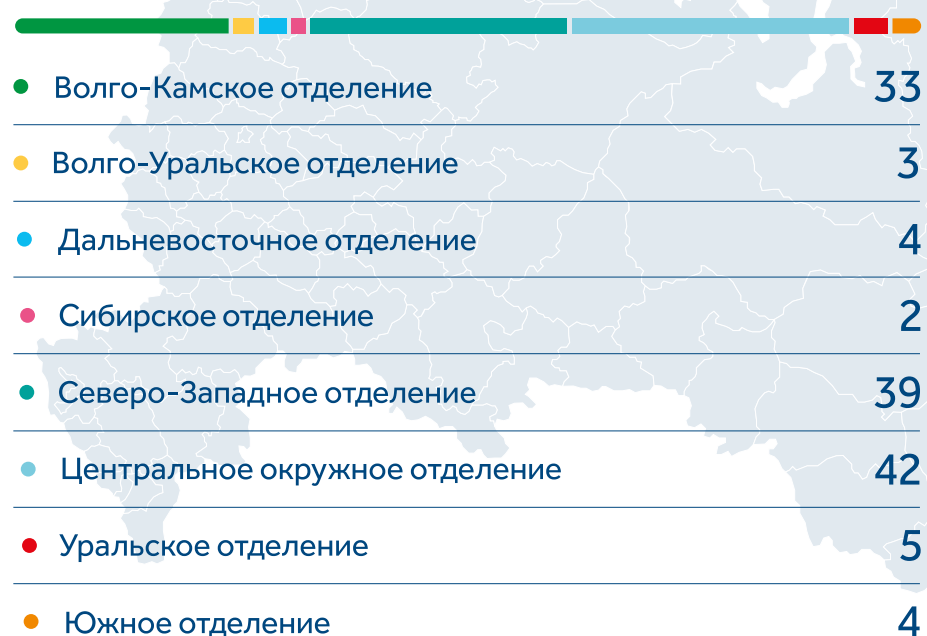 Волго-Камское отделение 33
Волго-Уральское отделение 3
Дальневосточное отделение 4
Сибирское отделение 2
Северо-Западное отделение 39
Центральное окружное отделение 42
Уральское отделение 5
Южное отделение 4